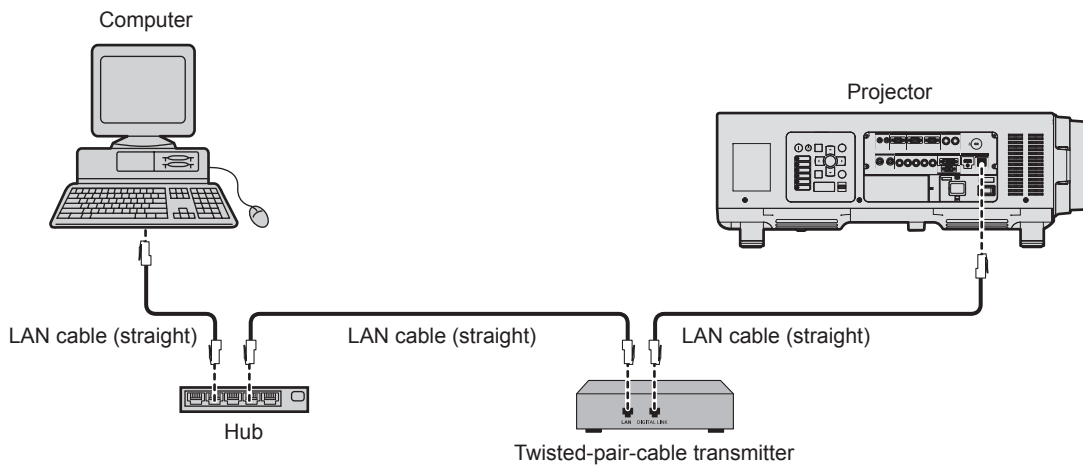 Computer
Projector
LAN cable (straight)
LAN cable (straight)
LAN cable (straight)
LAN
DIGITAL LINK
Hub
Twisted-pair-cable transmitter